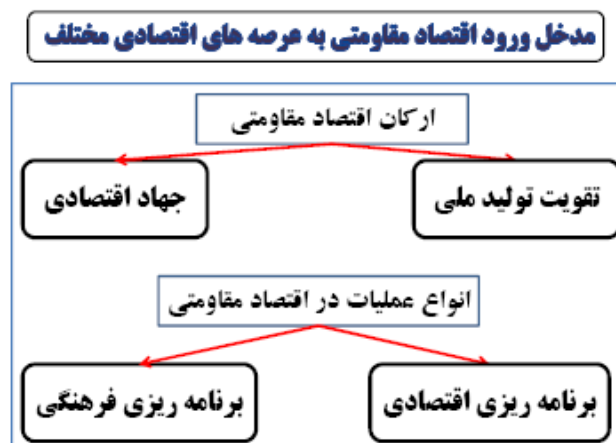 مدخل ورود اقتصاد مقاومتی به عرصه های اقتصادی مختلف
ارکان اقتصاد مقاومتی
تقویت تولید ملی
جهاد اقتصادی
انواع عملیات در اقتصاد مقاومتی
برنامه ریزی اقتصادی
برنامه ریزی فرهنگی